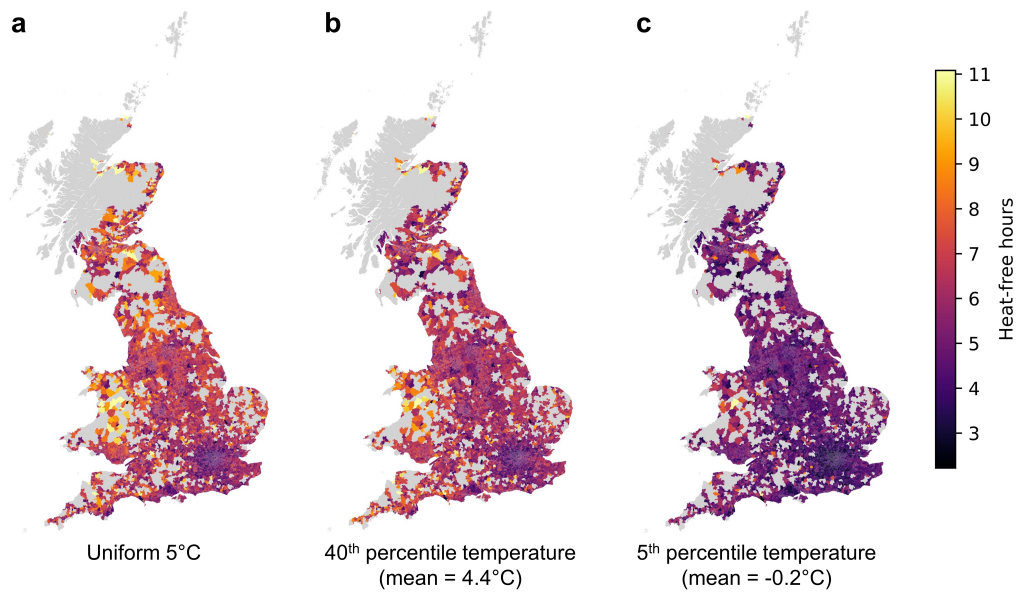 a
b
c
11
10
9
8
7
6
5
4
3
Heat-free hours
Uniform 5°C
40th percentile temperature
(mean = 4.4°C)
5th percentile temperature
(mean = -0.2°C)